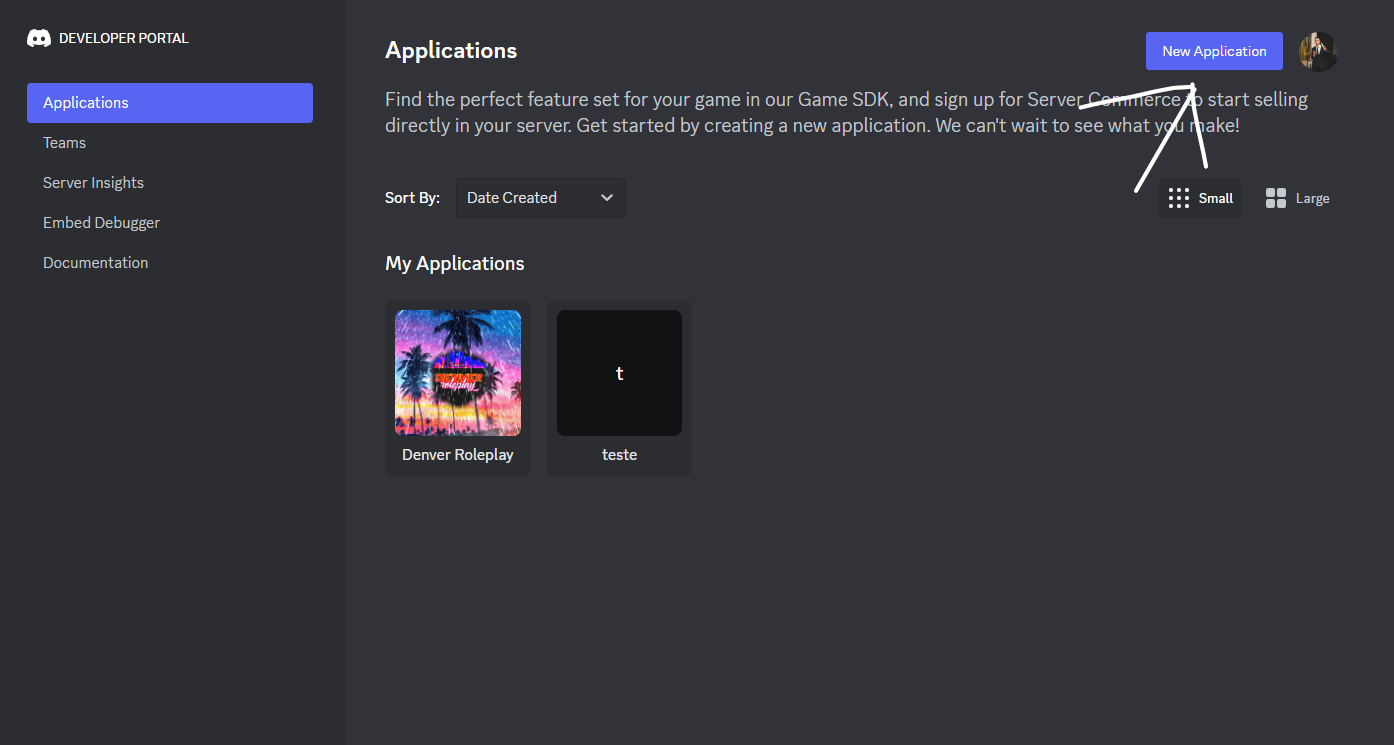 DEVELOPER PORTAL
Applications
Teams
Server Insights
Embed Debugger
Documentation
Applications
New Application
Find the perfect feature set for your game in our Game SDK, and sign up for Server Commerce to start selling
directly in your server. Get started by creating a new application. We can't wait to see what you make!
Sort By:
Date Created
Small
Large
My Applications
DENVER
roleplay
Denver Roleplay
t
teste